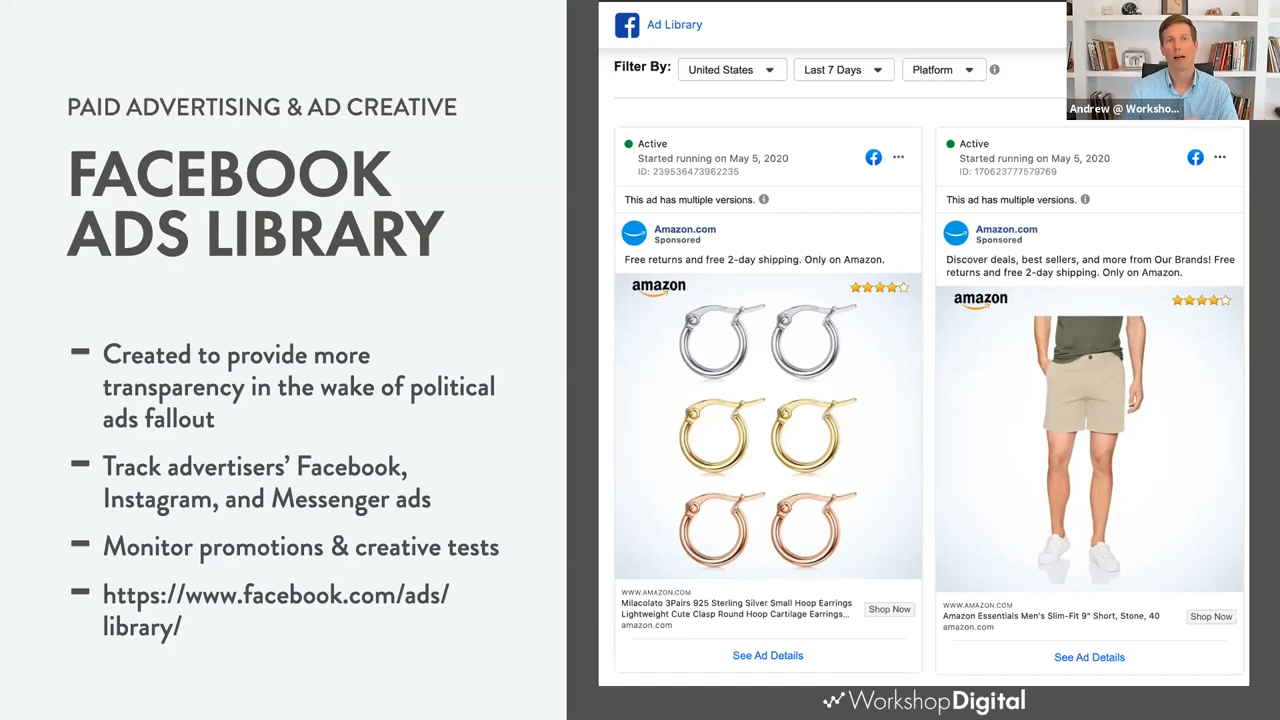 PAID ADVERTISING & AD CREATIVE
FACEBOOK
ADS LIBRARY
Created to provide more
transparency in the wake of political
ads fallout
Track advertisers’ Facebook,
Instagram, and Messenger ads
Monitor promotions & creative tests
https://www.facebook.com/ads/
library/
Ad Library
Filter By: United States Last 7 Days Platform
Andrew @ Worksho...
Active
Started running on May 5, 2020
ID: 239536473962235
This ad has multiple versions.
Amazon.com
Sponsored
Free returns and free 2-day shipping. Only on Amazon.
amazon
WWW.AMAZON.COM
Milacolato 3Pairs 925 Sterling Silver Small Hoop Earrings
Lightweight Cute Clasp Round Hoop Cartilage Earrings...
amazon.com
Shop Now
See Ad Details
Active
Started running on May 5, 2020
ID: 170623777579769
This ad has multiple versions.
Amazon.com
Sponsored
Discover deals, best sellers, and more from Our Brands! Free
returns and free 2-day shipping. Only on Amazon.
amazon
WWW.AMAZON.COM
Amazon Essentials Men's Slim-Fit 9" Short, Stone, 40
amazon.com
Shop Now
See Ad Details
WorkshopDigital